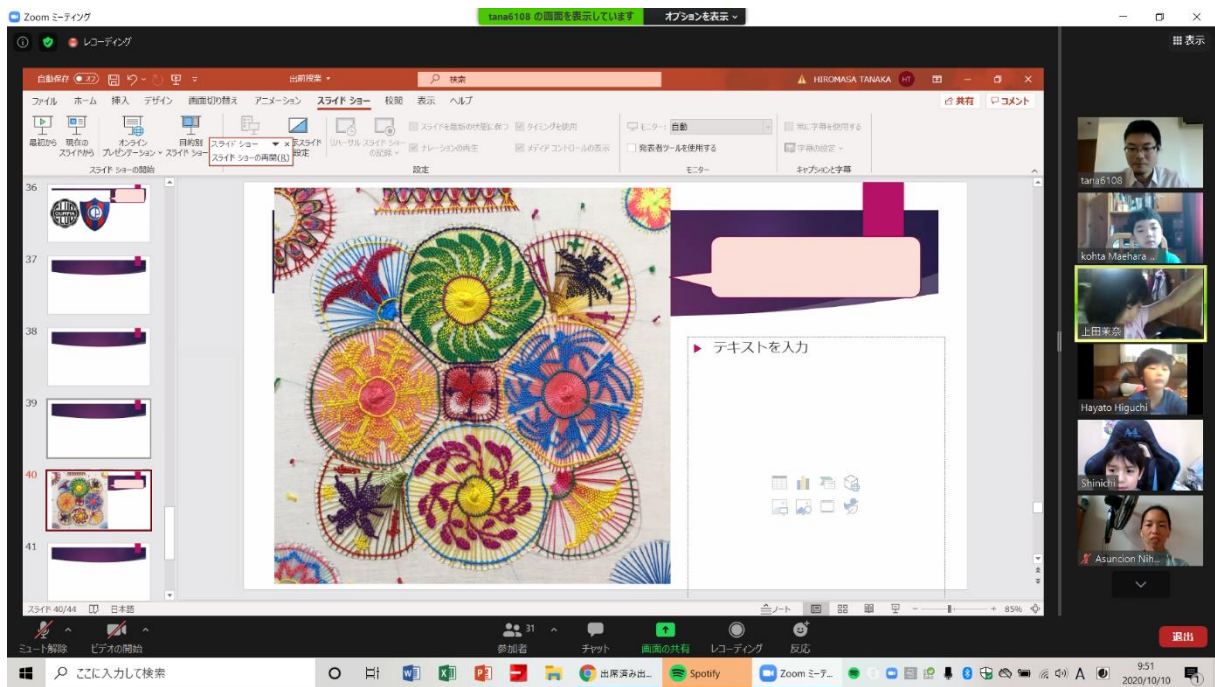 Zoom ミーティング
tana6108 の画面を表示しています
オプションを表示
レコーディング
表示
自動保存
出前授業
検索
HIROMASA TANAKA
HT
ファイル ホーム 挿入 デザイン 画面切り替え アニメーション スライド ショー 校閲 表示 ヘルプ
共有
コメント
最初から
現在の
スライドから
オンライン
プレゼンテーション
目的別
スライド ショー
スライド ショー
スライド ショーの再開(R)
設定
リハーサル
スライド ショー
の記録
スライドを最新の状態に保つ
タイミングを使用
ナレーションの再生
メディア コントロールの表示
モニター: 自動
発表者ツールを使用する
常に字幕を使用する
字幕の設定
スライド ショーの開始
設定
モニター
キャプションと字幕
36
37
38
39
40
41
テキストを入力
tana6108
kohta Maehara
上田茉奈
Hayato Higuchi
Shinichi
Asuncion Nih...
スライド 40/44
日本語
ノート
85%
ミュート解除
ビデオの開始
31
参加者
チャット
画面の共有
レコーディング
反応
退出
ここに入力して検索
出席済み出...
Spotify
Zoom ミーテ...
A
9:51
2020/10/10